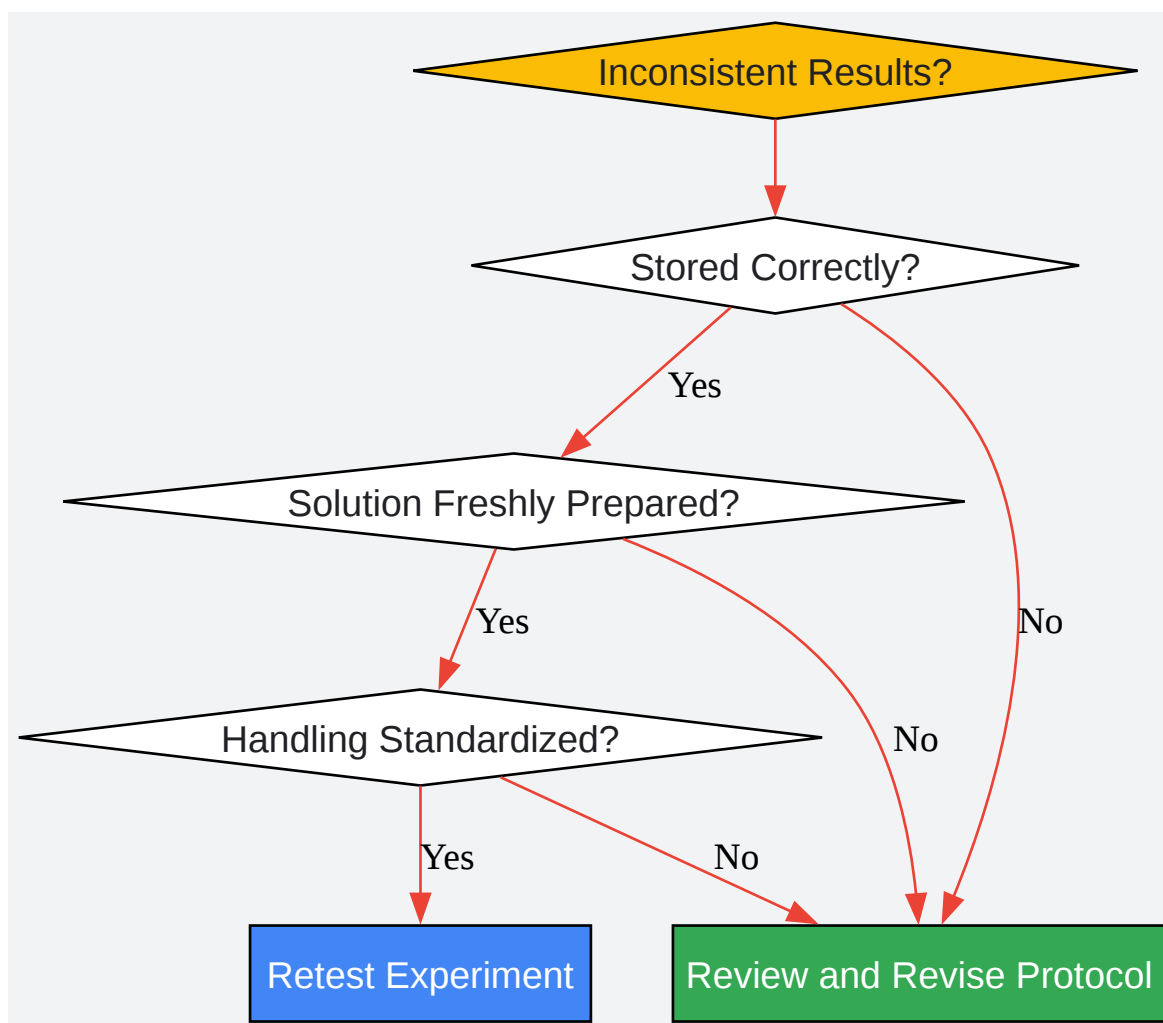 Inconsistent Results?
Stored Correctly?
Yes
Solution Freshly Prepared?
Yes
No
Handling Standardized?
No
Yes
No
Retest Experiment
Review and Revise Protocol